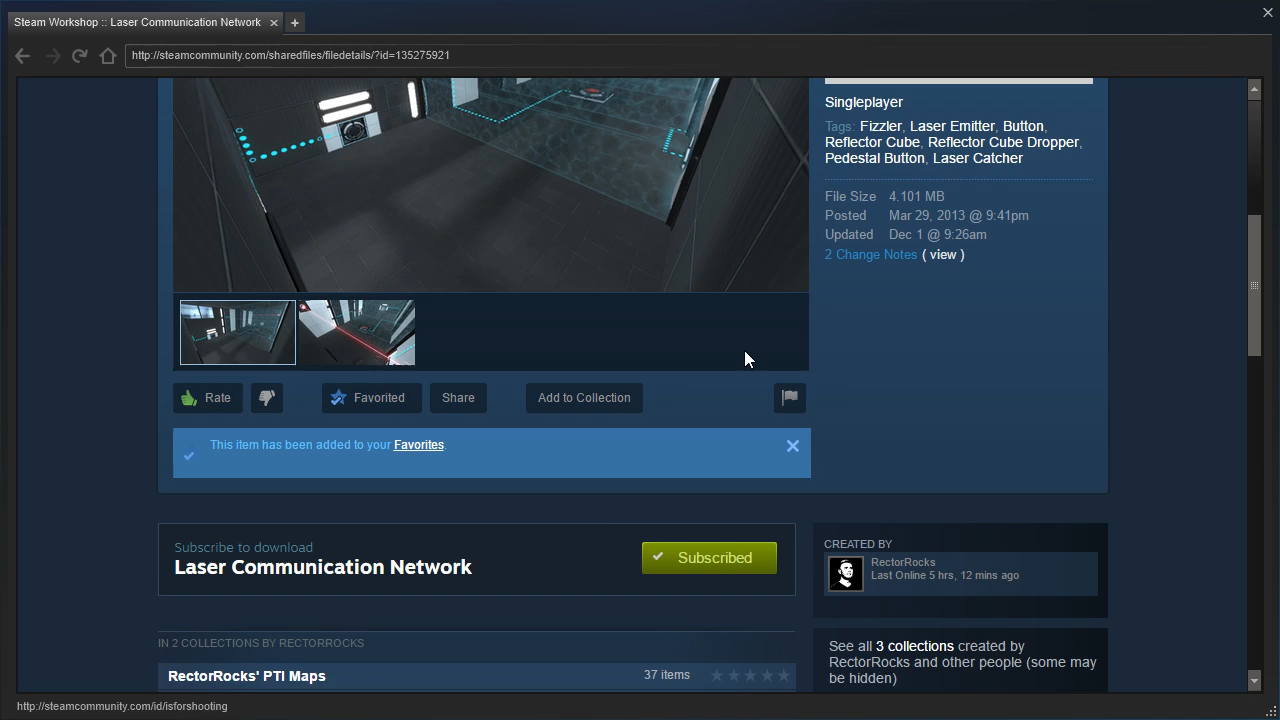 Steam Workshop :: Laser Communication Network
http://steamcommunity.com/sharedfiles/filedetails/?id=135275921
Singleplayer
Tags: Fizzler, Laser Emitter, Button,
Reflector Cube, Reflector Cube Dropper,
Pedestal Button, Laser Catcher
File Size 4.101 MB
Posted Mar 29, 2013 @ 9:41pm
Updated Dec 1 @ 9:26am
2 Change Notes ( view )
Rate
Favorited
Share
Add to Collection
This item has been added to your Favorites.
Subscribe to download
Laser Communication Network
Subscribed
CREATED BY
RectorRocks
Last Online 5 hrs, 12 mins ago
IN 2 COLLECTIONS BY RECTORROCKS
RectorRocks' PTI Maps
37 items
See all 3 collections created by
RectorRocks and other people (some may
be hidden)
http://steamcommunity.com/id/isforshooting